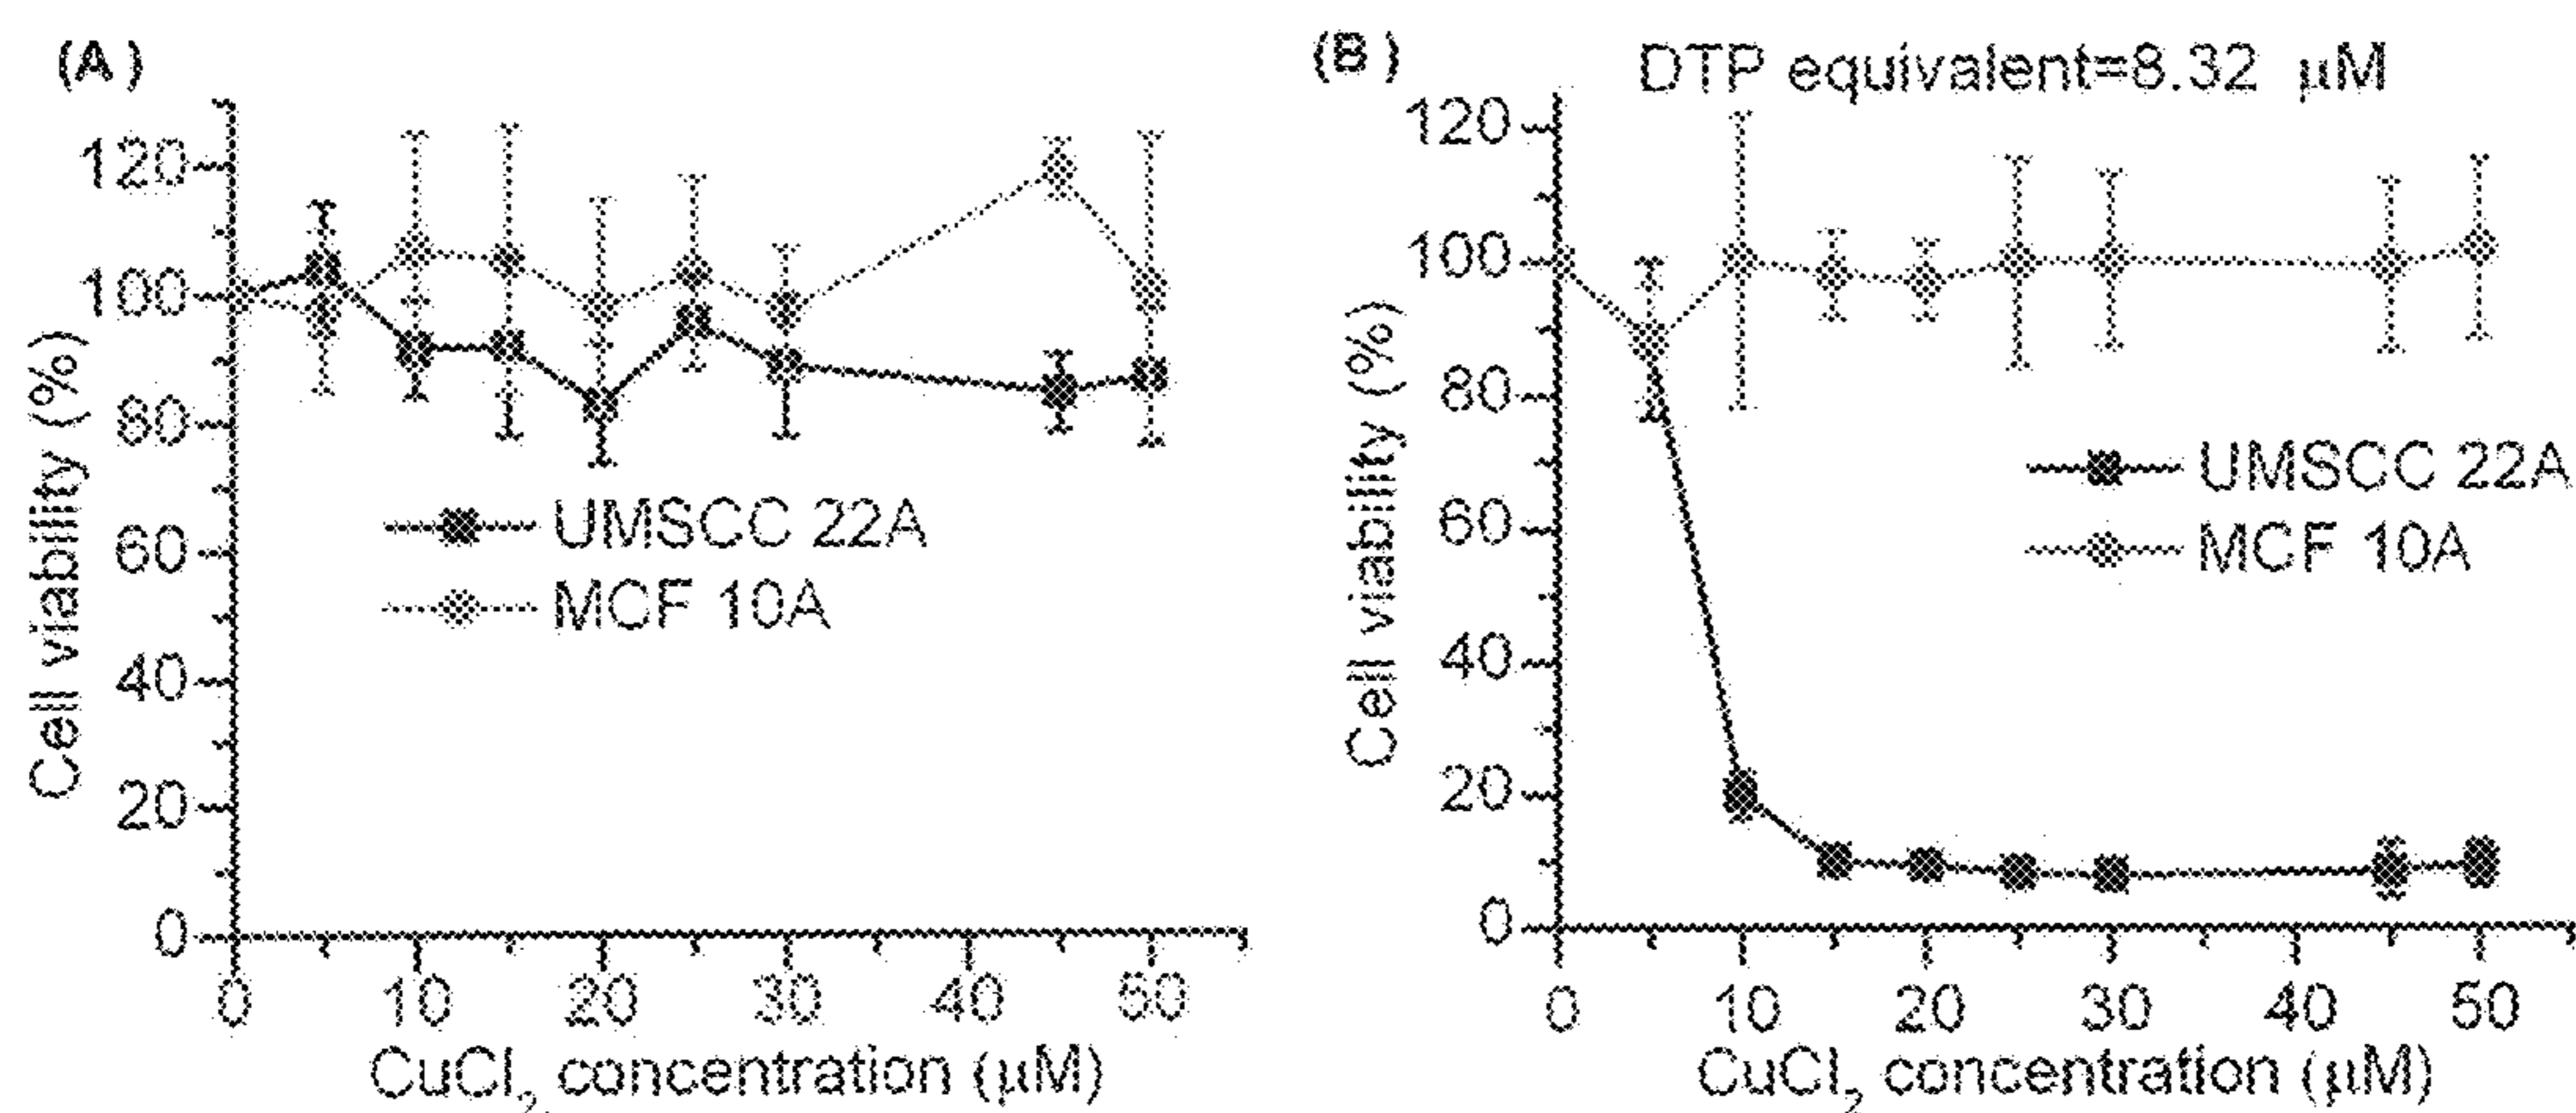 (A)
120
100
80
60
40
20
0
Cell viability (%)
UMSCC 22A
MCF 10A
0 10 20 30 40 50
CuCl₂ concentration (μM)
(B)
DTP equivalent=8.32 μM
120
100
80
60
40
20
0
Cell viability (%)
UMSCC 22A
MCF 10A
0 10 20 30 40 50
CuCl₂ concentration (μM)